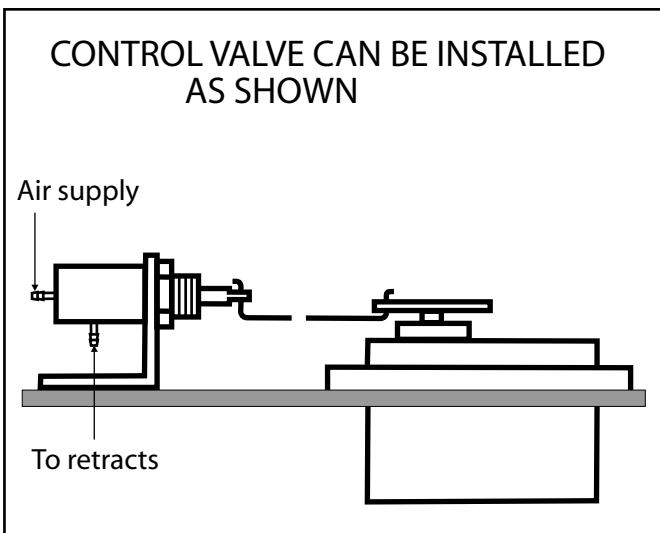 CONTROL VALVE CAN BE INSTALLED
AS SHOWN
Air supply
To retracts